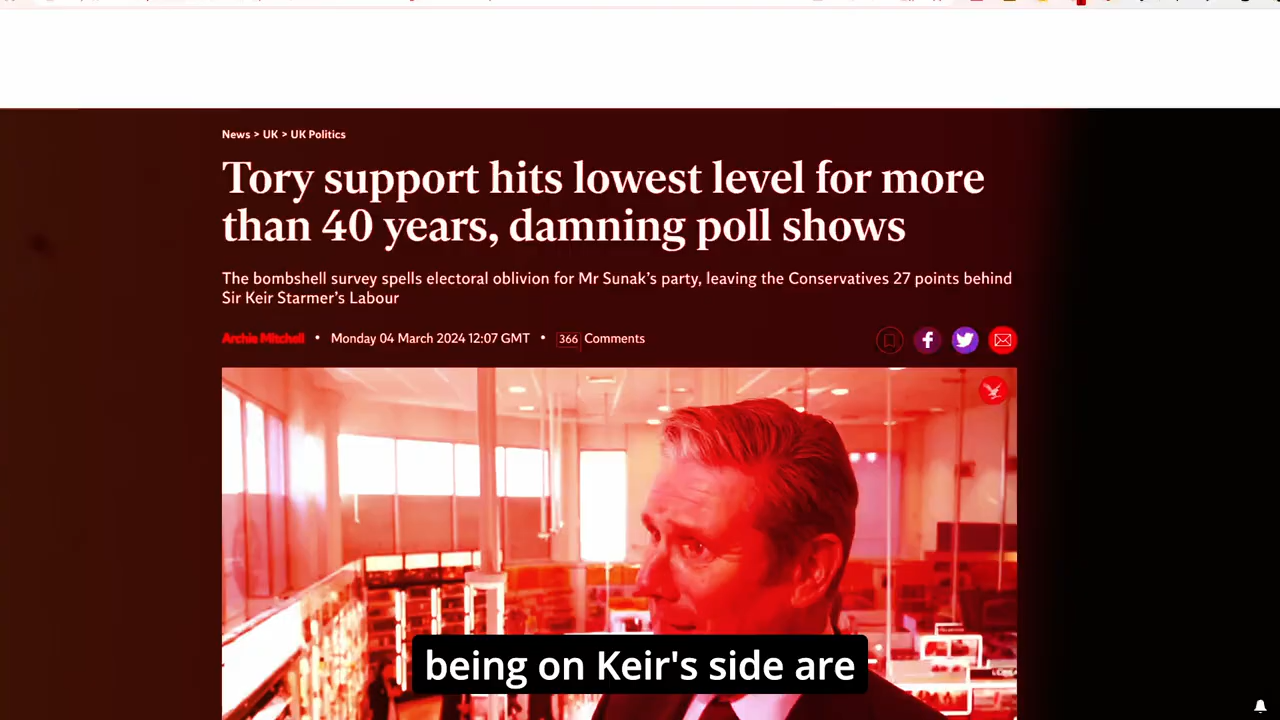 News > UK > UK Politics
Tory support hits lowest level for more
than 40 years, damning poll shows
The bombshell survey spells electoral oblivion for Mr Sunak's party, leaving the Conservatives 27 points behind
Sir Keir Starmer's Labour
Archie Mitchell • Monday 04 March 2024 12:07 GMT • 366 Comments
being on Keir's side are